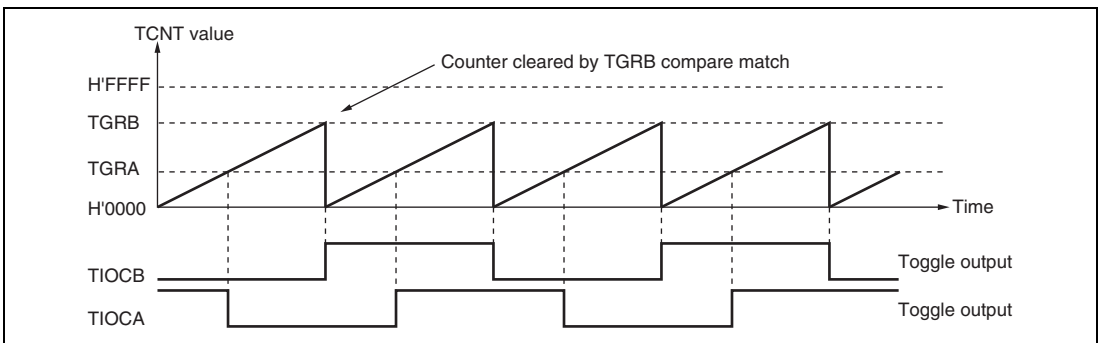 TCNT value
Counter cleared by TGRB compare match
H'FFFF
TGRB
TGRA
H'0000
Time
TIOCB
Toggle output
TIOCA
Toggle output